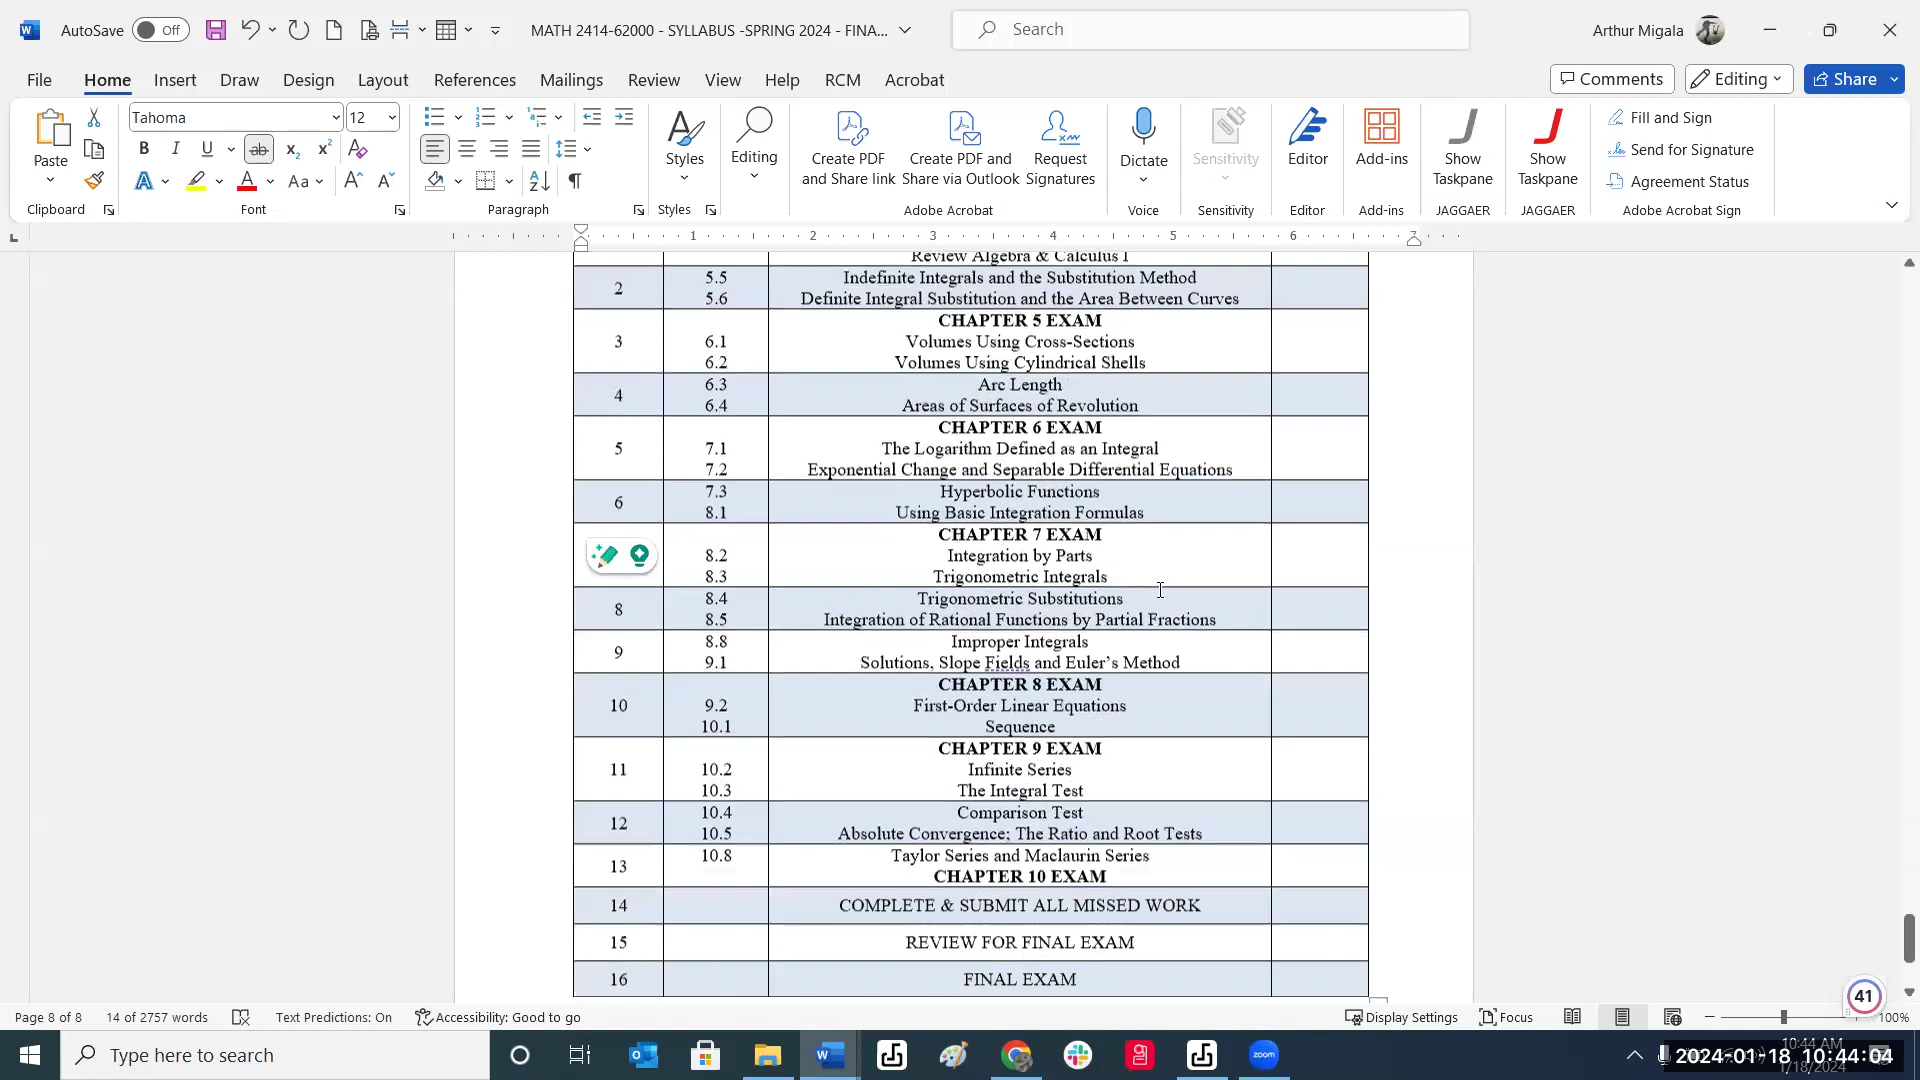 AutoSave Off MATH 2414-62000 - SYLLABUS -SPRING 2024 - FINA... Search Arthur Migala
File Home Insert Draw Design Layout References Mailings Review View Help RCM Acrobat Comments Editing Share
Tahoma 12
Paste Styles Editing Create PDF and Share link Create PDF and Share via Outlook Request Signatures Dictate Sensitivity Editor Add-ins Show Taskpane Show Taskpane
Fill and Sign
Send for Signature
Agreement Status
Clipboard Font Paragraph Styles Adobe Acrobat Voice Sensitivity Editor Add-ins JAGGAER JAGGAER Adobe Acrobat Sign
1 2 3 4 5 6 7
Review Algebra & Calculus I
2 5.5 Indefinite Integrals and the Substitution Method
5.6 Definite Integral Substitution and the Area Between Curves
CHAPTER 5 EXAM
3 6.1 Volumes Using Cross-Sections
6.2 Volumes Using Cylindrical Shells
4 6.3 Arc Length
6.4 Areas of Surfaces of Revolution
CHAPTER 6 EXAM
5 7.1 The Logarithm Defined as an Integral
7.2 Exponential Change and Separable Differential Equations
6 7.3 Hyperbolic Functions
8.1 Using Basic Integration Formulas
CHAPTER 7 EXAM
8.2 Integration by Parts
8.3 Trigonometric Integrals
8 8.4 Trigonometric Substitutions
8.5 Integration of Rational Functions by Partial Fractions
9 8.8 Improper Integrals
9.1 Solutions, Slope Fields and Euler’s Method
CHAPTER 8 EXAM
10 9.2 First-Order Linear Equations
10.1 Sequence
CHAPTER 9 EXAM
11 10.2 Infinite Series
10.3 The Integral Test
12 10.4 Comparison Test
10.5 Absolute Convergence; The Ratio and Root Tests
13 10.8 Taylor Series and Maclaurin Series
CHAPTER 10 EXAM
14 COMPLETE & SUBMIT ALL MISSED WORK
15 REVIEW FOR FINAL EXAM
16 FINAL EXAM
41
Page 8 of 8 14 of 2757 words Text Predictions: On Accessibility: Good to go Display Settings Focus 100%
Type here to search zoom 10:44 AM
2024-01-18 10:44:04
1/18/2024